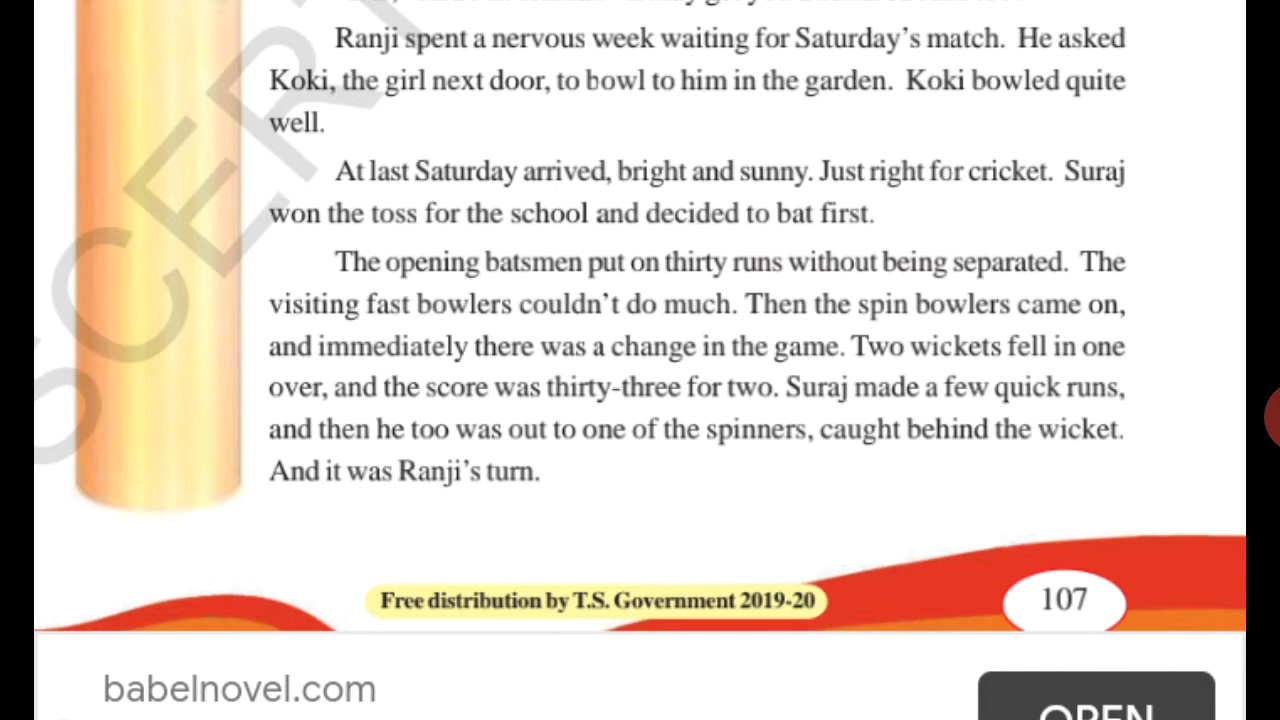 Ranji spent a nervous week waiting for Saturday's match. He asked
Koki, the girl next door, to bowl to him in the garden. Koki bowled quite
well.
At last Saturday arrived, bright and sunny. Just right for cricket. Suraj
won the toss for the school and decided to bat first.
The opening batsmen put on thirty runs without being separated. The
visiting fast bowlers couldn't do much. Then the spin bowlers came on,
and immediately there was a change in the game. Two wickets fell in one
over, and the score was thirty-three for two. Suraj made a few quick runs,
and then he too was out to one of the spinners, caught behind the wicket.
And it was Ranji's turn.
SCERT
Free distribution by T.S. Government 2019-20
107
babelnovel.com
OPEN